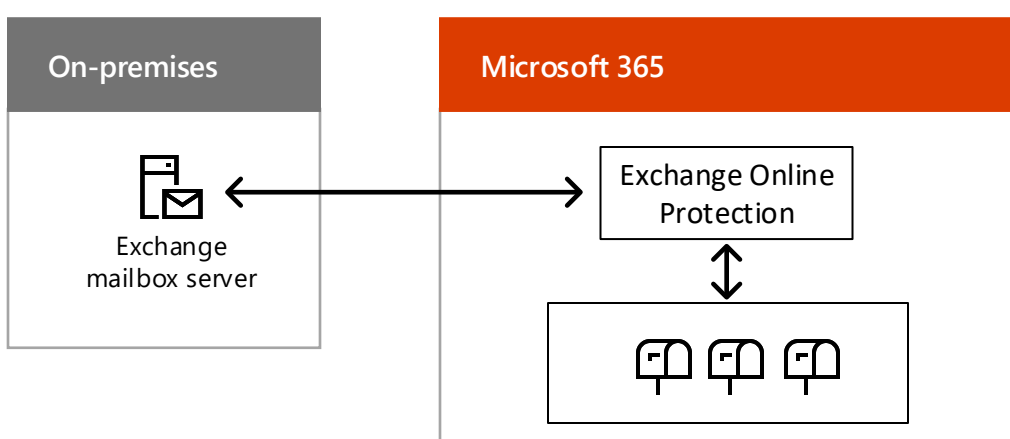 On-premises
Microsoft 365
Exchange
mailbox server
Exchange Online
Protection